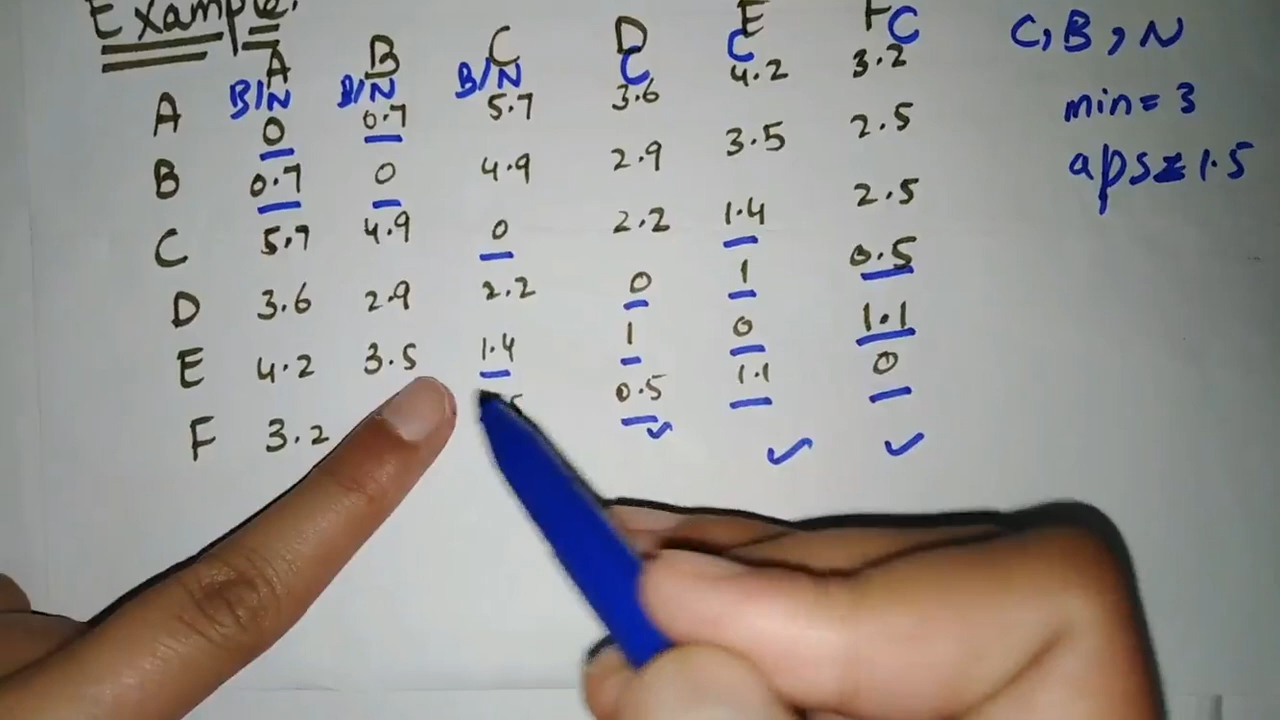 Example:
A B C D E F
B/N B/N B/N C C C
A 0 0.7 5.7 3.6 4.2 3.2
B 0.7 0 4.9 2.9 3.5 2.5
C 5.7 4.9 0 2.2 1.4 2.5
D 3.6 2.9 2.2 0 1 0.5
E 4.2 3.5 1.4 1 0 1.1
F 3.2 0.5 1.1 0
C, B, N
min = 3
aps = 1.5